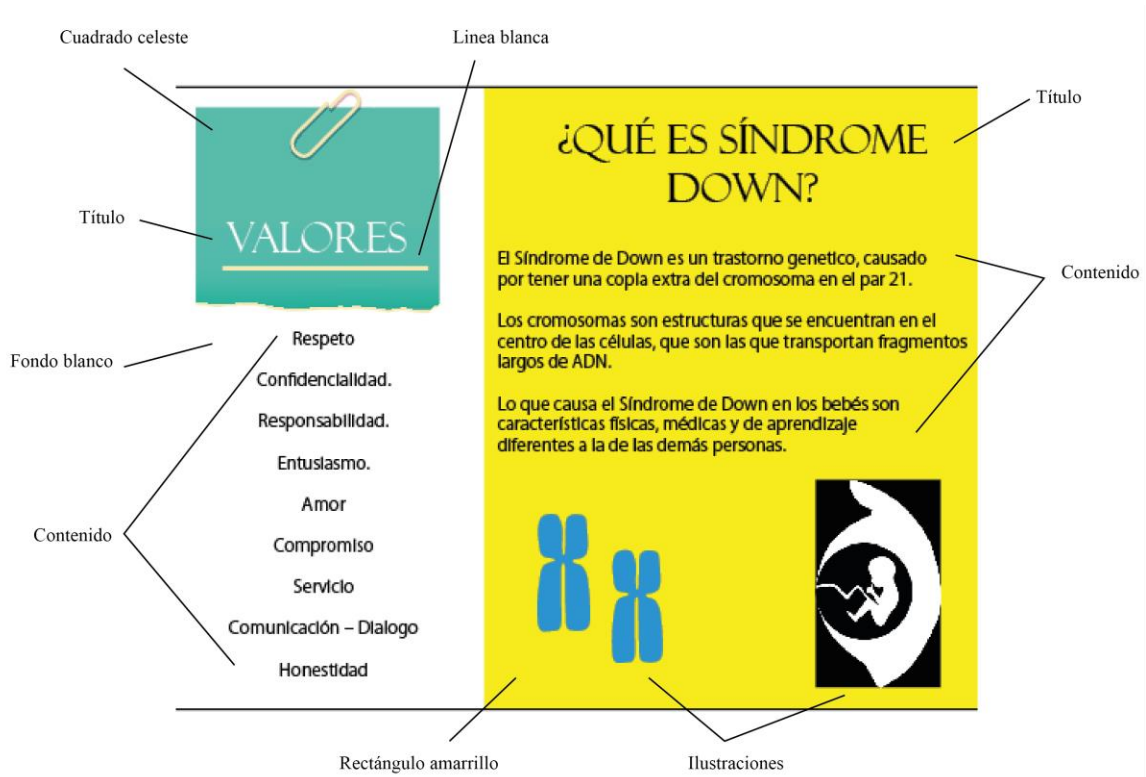 Cuadrado celeste
Linea blanca
Título
¿QUÉ ES SÍNDROME
DOWN?
Título
VALORES
El Síndrome de Down es un trastorno genetico, causado
por tener una copia extra del cromosoma en el par 21.
Contenido
Los cromosomas son estructuras que se encuentran en el
centro de las células, que son las que transportan fragmentos
largos de ADN.
Lo que causa el Síndrome de Down en los bebés son
características físicas, médicas y de aprendizaje
diferentes a la de las demás personas.
Fondo blanco
Respeto
Confidencialidad.
Responsabilidad.
Entusiasmo.
Amor
Contenido
Compromiso
Servicio
Comunicación – Dialogo
Honestidad
Rectángulo amarrillo
Ilustraciones